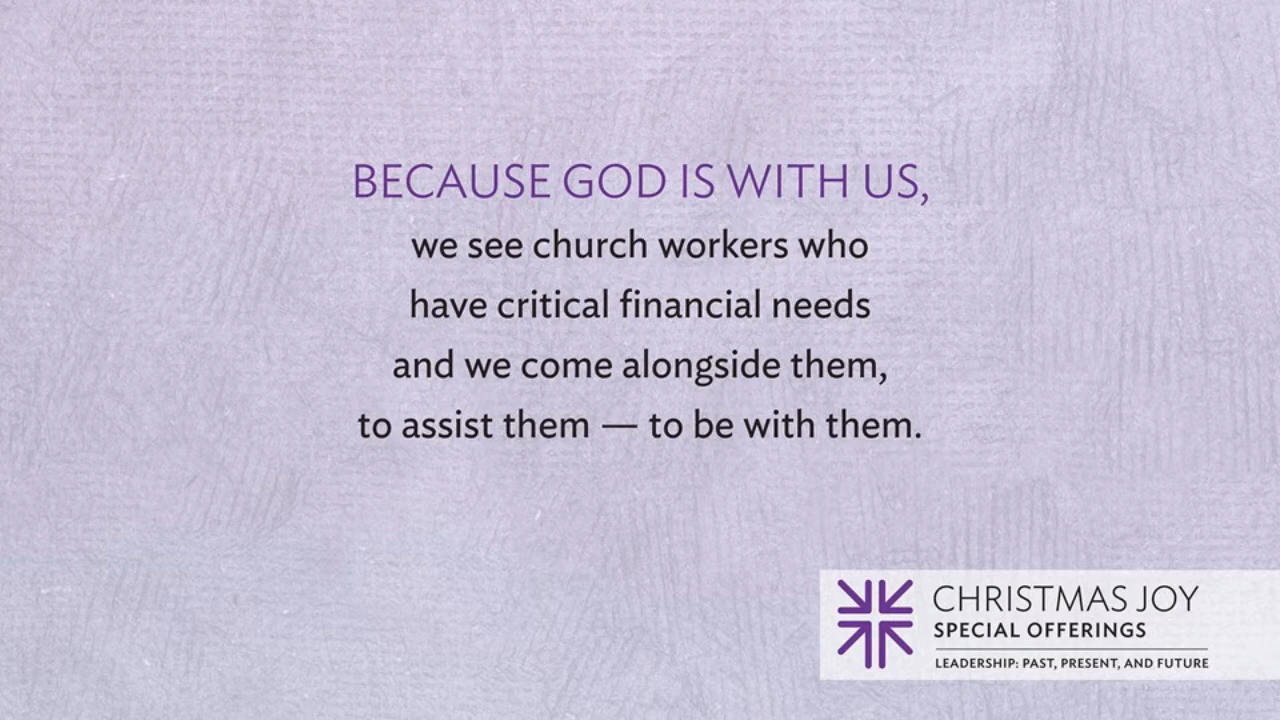 BECAUSE GOD IS WITH US,
we see church workers who
have critical financial needs
and we come alongside them,
to assist them — to be with them.
CHRISTMAS JOY
SPECIAL OFFERINGS
LEADERSHIP: PAST, PRESENT, AND FUTURE